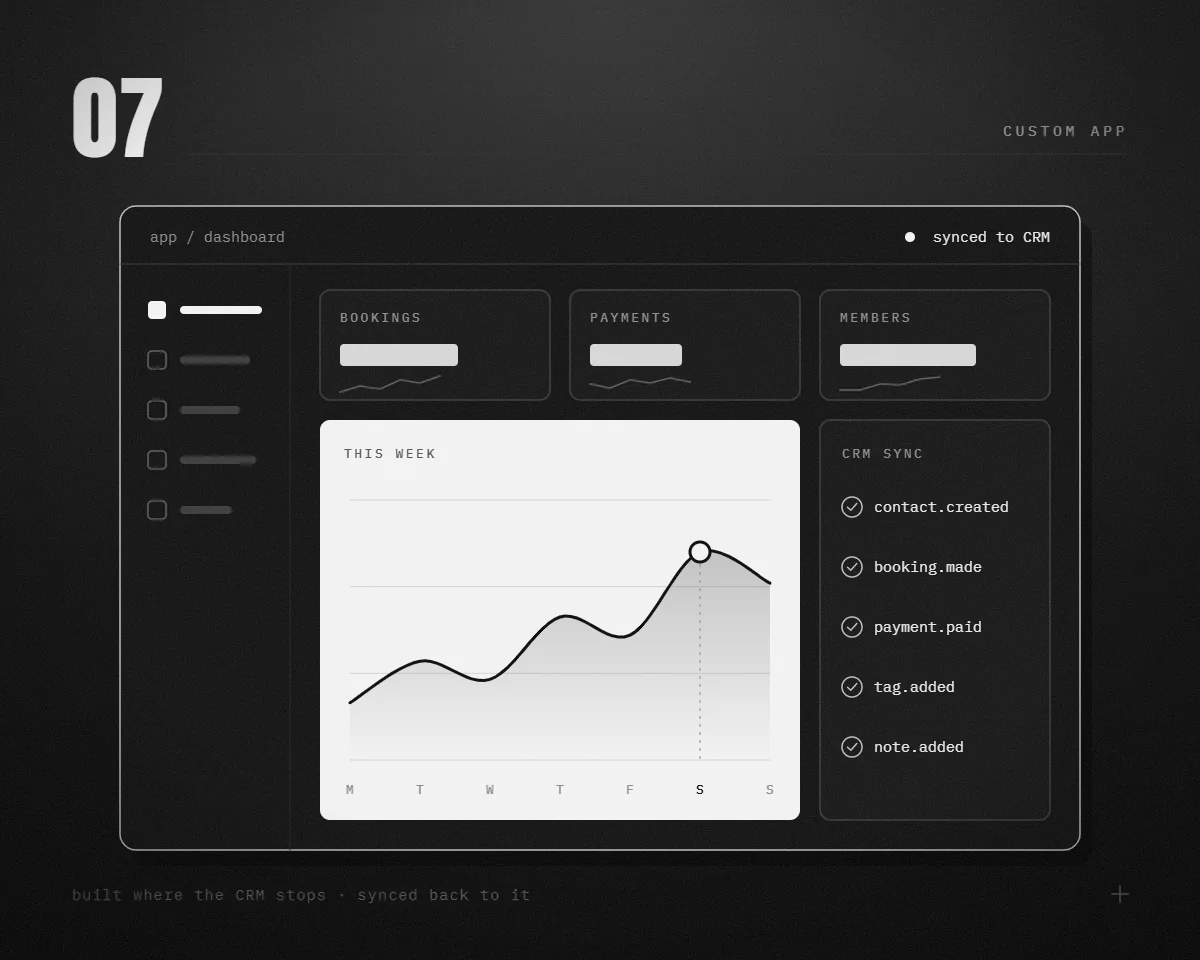 07
CUSTOM APP
app / dashboard
synced to CRM
BOOKINGS
PAYMENTS
MEMBERS
THIS WEEK
M T W T F S S
CRM SYNC
contact.created
booking.made
payment.paid
tag.added
note.added
built where the CRM stops · synced back to it